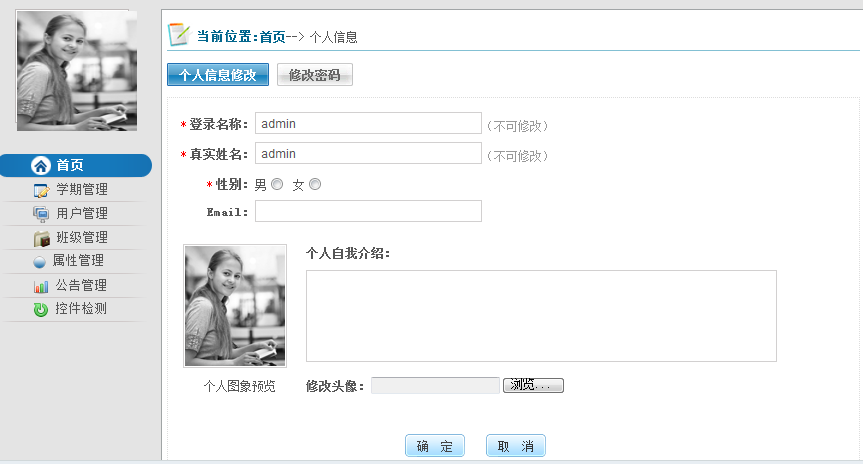 首页
学期管理
用户管理
班级管理
属性管理
公告管理
控件检测
当前位置:首页--> 个人信息
个人信息修改 修改密码
*登录名称: admin (不可修改)
*真实姓名: admin (不可修改)
*性别: 男 女
Email:
个人自我介绍:
个人图象预览
修改头像: 浏览...
确 定 取 消